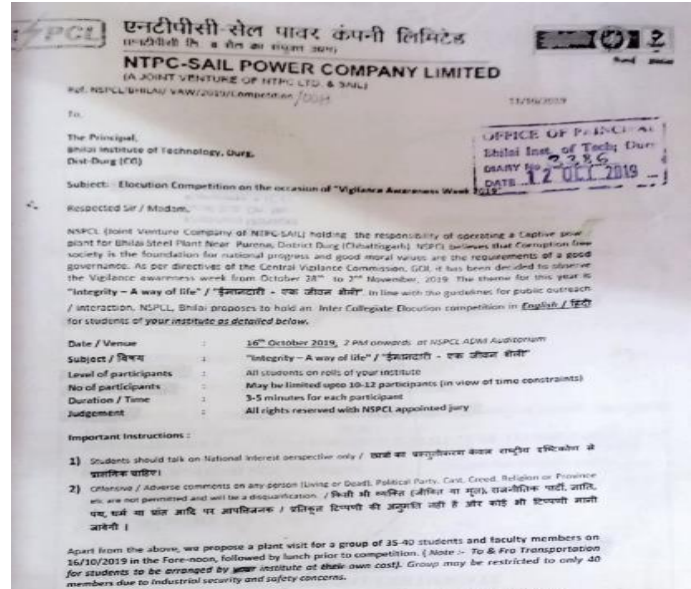 SPCL
एनटीपीसी-सेल पावर कंपनी लिमिटेड
(एनटीपीसी लि. व सेल का संयुक्त उद्यम)
NTPC-SAIL POWER COMPANY LIMITED
(A JOINT VENTURE OF NTPC LTD. & SAIL)
Ref. NSPCL/BHILAI/ VAW/2019/Competition
11/10/2019
To,
The Principal,
Bhilai Institute of Technology, Durg,
Dist-Durg (CG)
OFFICE OF PRINCIPAL
Bhilai Inst. of Tech; Durg
DIARY No. 3386
DATE 12 OCT 2019
Subject: Elocution Competition on the occasion of "Vigilance Awareness Week 2019"
Respected Sir / Madam,
NSPCL (Joint Venture Company of NTPC-SAIL) holding the responsibility of operating a Captive power
plant for Bhilai Steel Plant Near Purena, District Durg (Chhattisgarh). NSPCL believes that Corruption free
society is the foundation for national progress and good moral values are the requirements of a good
governance. As per directives of the Central Vigilance Commission, GOI, it has been decided to observe
the Vigilance awareness week from October 28th to 2nd November, 2019. The theme for this year is
"Integrity – A way of life" / "ईमानदारी - एक जीवन शैली". In line with the guidelines for public outreach
/ interaction, NSPCL, Bhilai proposes to hold an Inter Collegiate Elocution competition in English / हिंदी
for students of your institute as detailed below.
Date / Venue : 16th October 2019, 2 PM onwards at NSPCL ADM Auditorium
Subject / विषय : "Integrity – A way of life" / "ईमानदारी - एक जीवन शैली"
Level of participants : All students on rolls of your institute
No of participants : May be limited upto 10-12 participants (in view of time constraints)
Duration / Time : 3-5 minutes for each participant
Judgement : All rights reserved with NSPCL appointed jury
Important Instructions :
1) Students should talk on National Interest perspective only / छात्रों का प्रस्तुतीकरण केवल राष्ट्रीय दृष्टिकोण से
प्रासंगिक चाहिए।
2) Offensive / Adverse comments on any person (Living or Dead), Political Party, Cast, Creed, Religion or Province
etc are not permitted and will be a disqualification. / किसी भी व्यक्ति (जीवित या मृत), राजनीतिक पार्टी, जाति,
पंथ, धर्म या प्रांत आदि पर आपत्तिजनक / प्रतिकूल टिप्पणी की अनुमति नहीं है और कोई भी टिप्पणी मानी
जायेगी ।
Apart from the above, we propose a plant visit for a group of 35-40 students and faculty members on
16/10/2019 in the Fore-noon, followed by lunch prior to competition. ( Note :- To & Fro Transportation
for students to be arranged by your institute at their own cost). Group may be restricted to only 40
members due to Industrial security and safety concerns.